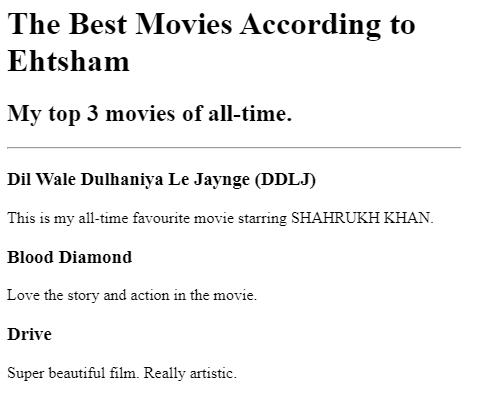 The Best Movies According to
Ehtsham
My top 3 movies of all-time.
Dil Wale Dulhaniya Le Jaynge (DDLJ)
This is my all-time favourite movie starring SHAHRUKH KHAN.
Blood Diamond
Love the story and action in the movie.
Drive
Super beautiful film. Really artistic.